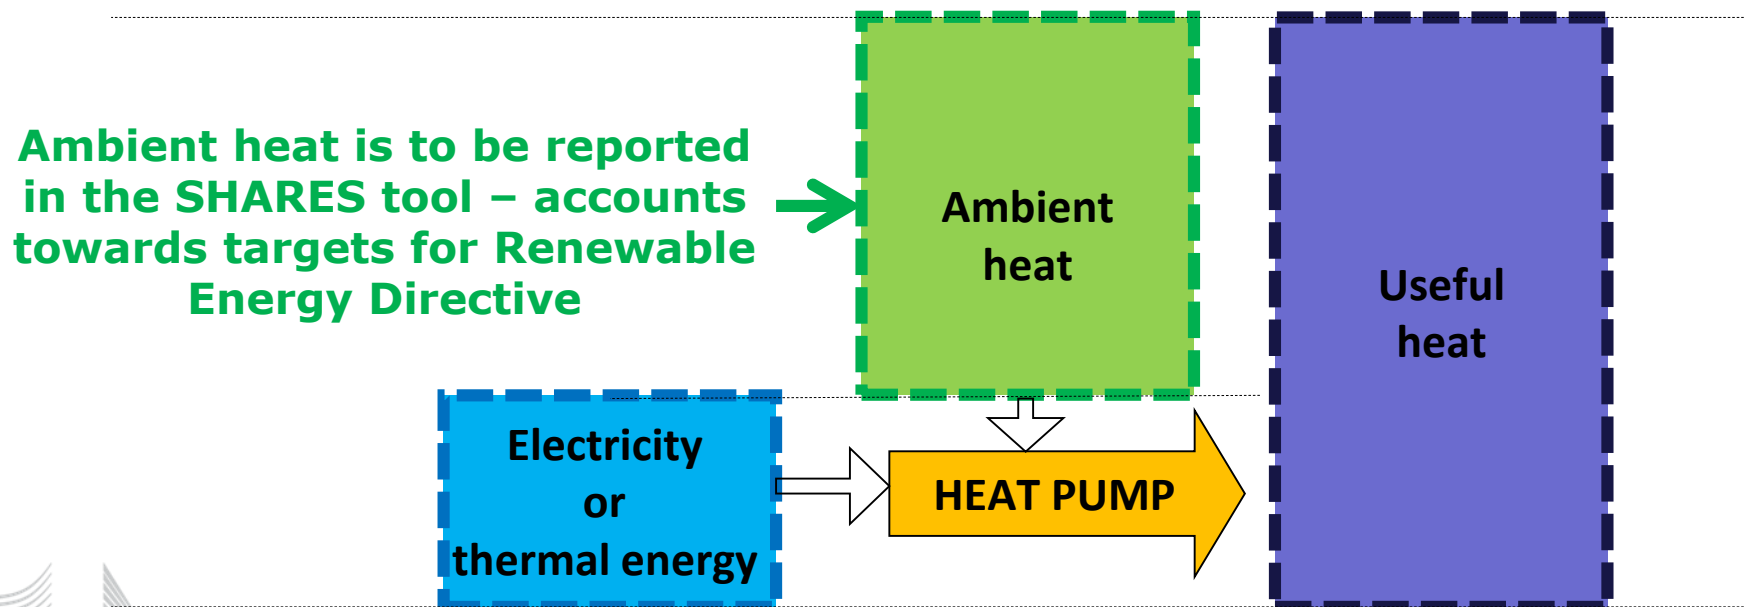 Ambient heat is to be reported
in the SHARES tool – accounts
towards targets for Renewable
Energy Directive
Ambient
heat
Useful
heat
Electricity
or
thermal energy
HEAT PUMP